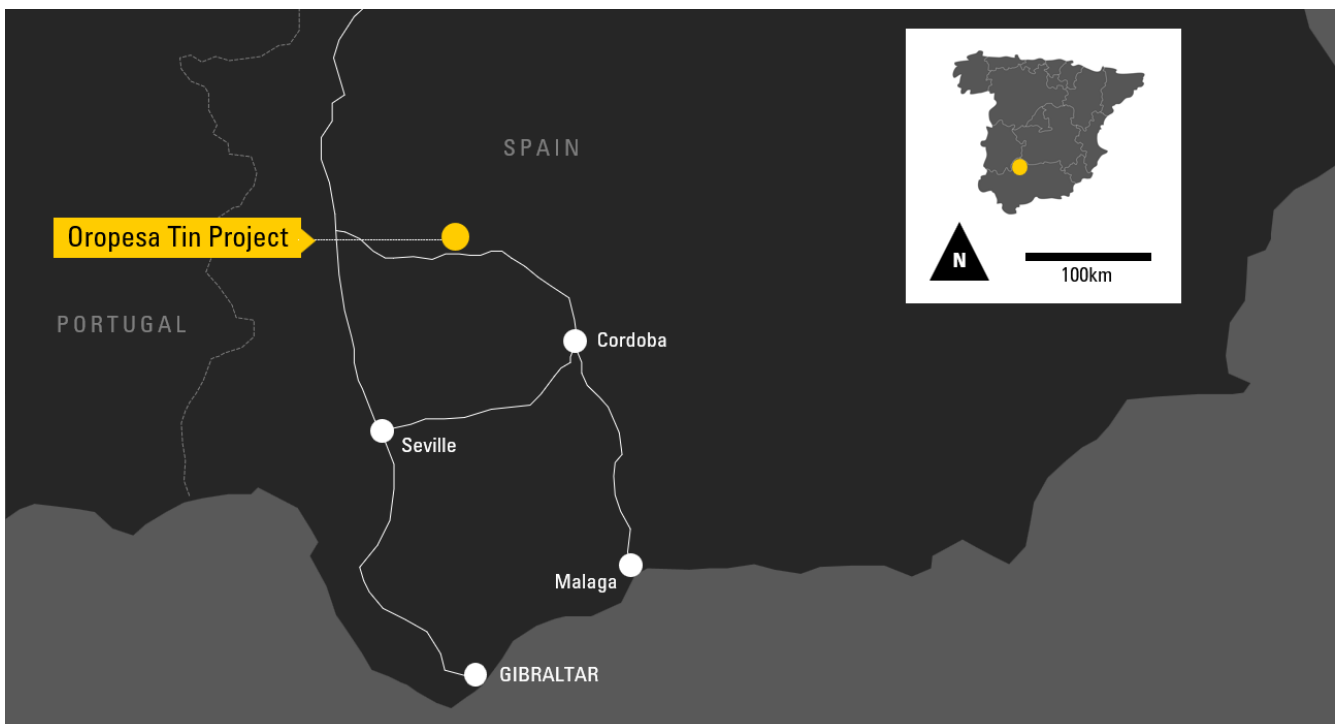 SPAIN
Oropesa Tin Project
PORTUGAL
Cordoba
Seville
Malaga
GIBRALTAR
N
100km